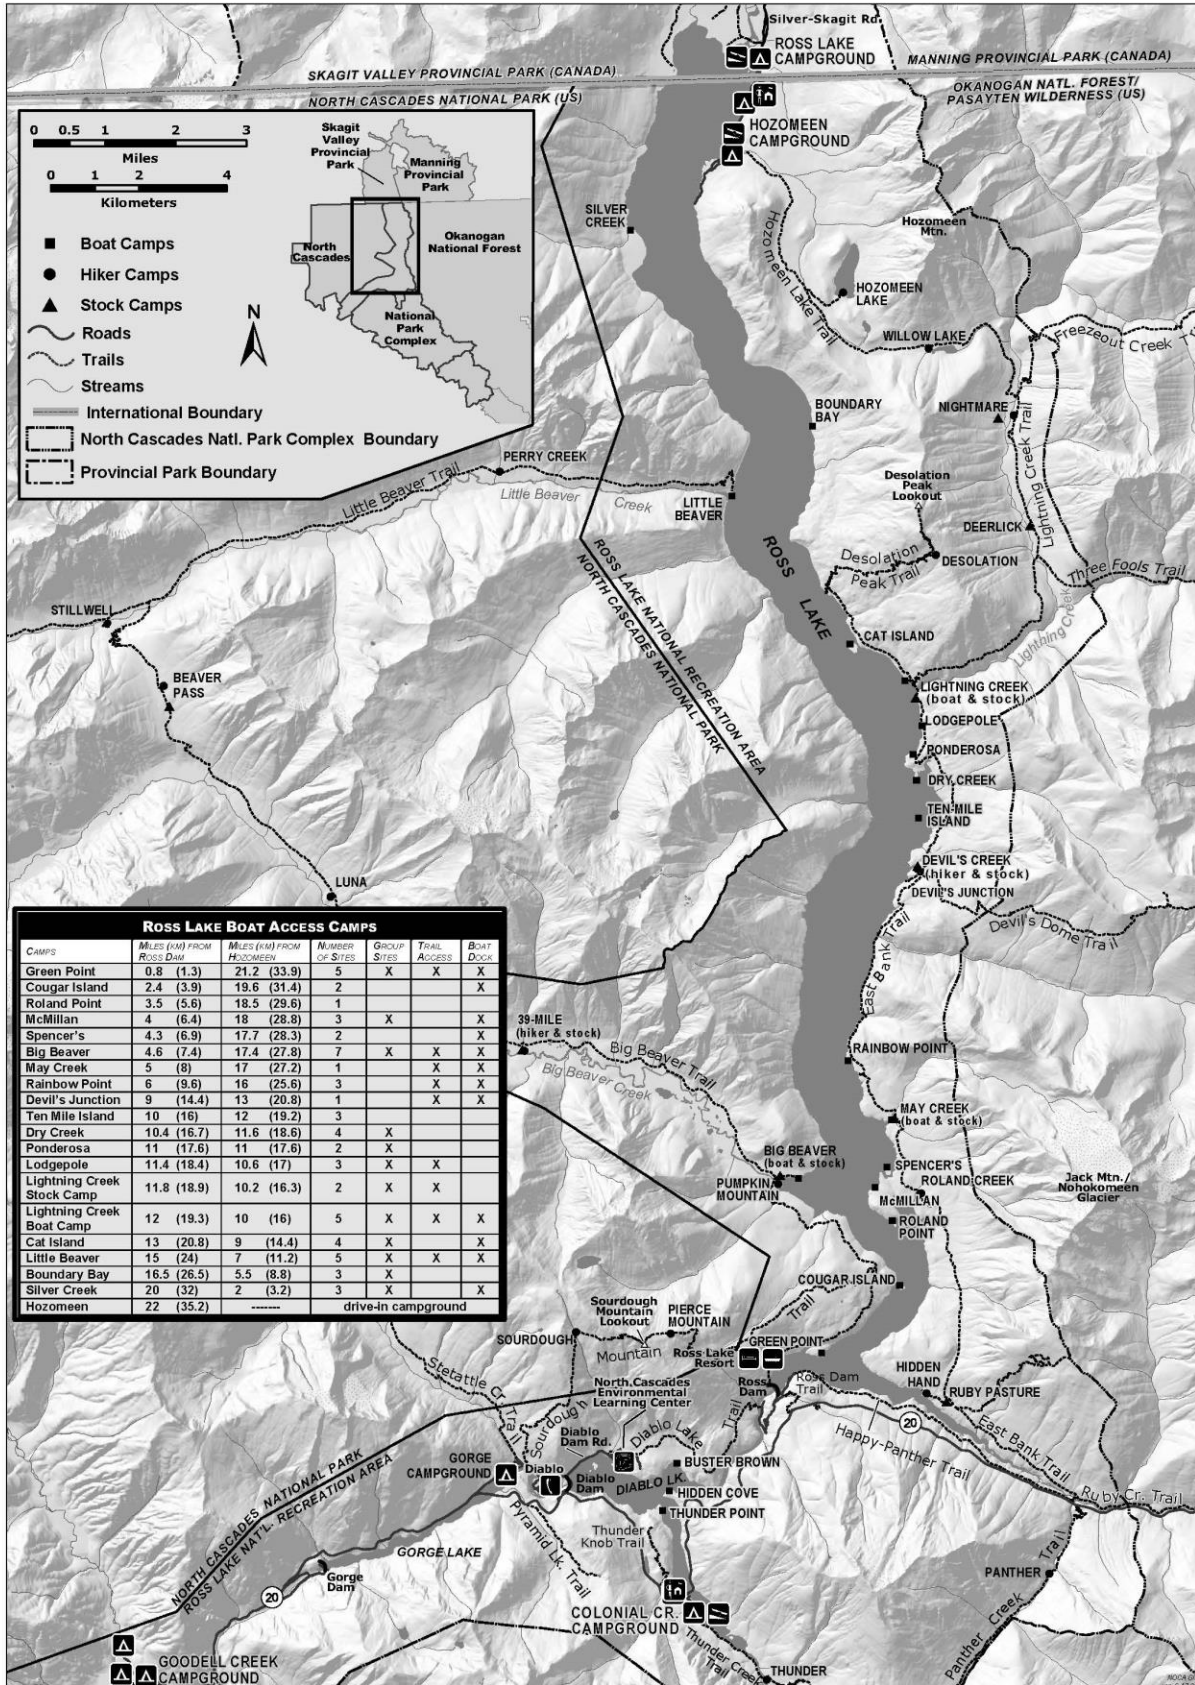 Silver-Skagit Rd.
ROSS LAKE
CAMPGROUND
SKAGIT VALLEY PROVINCIAL PARK (CANADA)
MANNING PROVINCIAL PARK (CANADA)
NORTH CASCADES NATIONAL PARK (US)
OKANOGAN NATL. FOREST/
PASAYTEN WILDERNESS (US)
HOZOMEEN
CAMPGROUND
0 0.5 1 2 3
Miles
0 1 2 4
Kilometers
Boat Camps
Hiker Camps
Stock Camps
Roads
Trails
Streams
International Boundary
North Cascades Natl. Park Complex Boundary
Provincial Park Boundary
N
Skagit
Valley
Provincial
Park
Manning
Provincial
Park
North
Cascades
Okanogan
National Forest
National
Park
Complex
SILVER
CREEK
Hozomeen Lake Trail
Hozomeen
Mtn.
HOZOMEEN
LAKE
WILLOW LAKE
Freezeout Creek
BOUNDARY
BAY
NIGHTMARE
Lightning Creek Trail
PERRY CREEK
Little Beaver Trail
Little Beaver
Creek
LITTLE
BEAVER
Desolation
Peak
Lookout
DEERLICK
Desolation
Peak Trail
DESOLATION
Three Fools Trail
ROSS
LAKE
ROSS LAKE NATIONAL RECREATION AREA
NORTH CASCADES NATIONAL PARK
STILLWELL
CAT ISLAND
Lightning Creek
BEAVER
PASS
LIGHTNING CREEK
(boat & stock)
LODGEPOLE
PONDEROSA
DRY CREEK
TEN-MILE
ISLAND
DEVIL'S CREEK
(hiker & stock)
DEVIL'S JUNCTION
Devil's Dome Trail
LUNA
East Bank Trail
ROSS LAKE BOAT ACCESS CAMPS
CAMPS MILES (KM) FROM ROSS DAM MILES (KM) FROM HOZOMEEN NUMBER OF SITES GROUP SITES TRAIL ACCESS BOAT DOCK
Green Point 0.8 (1.3) 21.2 (33.9) 5 X X X
Cougar Island 2.4 (3.9) 19.6 (31.4) 2 X
Roland Point 3.5 (5.6) 18.5 (29.6) 1
McMillan 4 (6.4) 18 (28.8) 3 X X
Spencer's 4.3 (6.9) 17.7 (28.3) 2 X
Big Beaver 4.6 (7.4) 17.4 (27.8) 7 X X X
May Creek 5 (8) 17 (27.2) 1 X X
Rainbow Point 6 (9.6) 16 (25.6) 3 X X
Devil's Junction 9 (14.4) 13 (20.8) 1 X X
Ten Mile Island 10 (16) 12 (19.2) 3
Dry Creek 10.4 (16.7) 11.6 (18.6) 4 X
Ponderosa 11 (17.6) 11 (17.6) 2 X
Lodgepole 11.4 (18.4) 10.6 (17) 3 X X
Lightning Creek
Stock Camp 11.8 (18.9) 10.2 (16.3) 2 X X
Lightning Creek
Boat Camp 12 (19.3) 10 (16) 5 X X X
Cat Island 13 (20.8) 9 (14.4) 4 X X
Little Beaver 15 (24) 7 (11.2) 5 X X X
Boundary Bay 16.5 (26.5) 5.5 (8.8) 3 X
Silver Creek 20 (32) 2 (3.2) 3 X X
Hozomeen 22 (35.2) ------- drive-in campground
39-MILE
(hiker & stock)
Big Beaver Trail
Big Beaver Creek
RAINBOW POINT
MAY CREEK
(boat & stock)
BIG BEAVER
(boat & stock)
PUMPKIN
MOUNTAIN
SPENCER'S
ROLAND CREEK
McMILLAN
ROLAND
POINT
Jack Mtn./
Nohokomeen
Glacier
COUGAR ISLAND
Sourdough
Mountain
Lookout
PIERCE
MOUNTAIN
SOURDOUGH
Mountain
Trail
GREEN POINT
Ross Lake
Resort
Ross
Dam
Ross Dam
Trail
HIDDEN
HAND
RUBY PASTURE
Stetattle Cr. Trail
Sourdough
North Cascades
Environmental
Learning Center
Diablo
Dam Rd.
Diablo Lake
Trail
20
Happy-Panther Trail
East Bank Trail
Ruby Cr. Trail
GORGE
CAMPGROUND
Diablo
Diablo
Dam
DIABLO LK.
BUSTER BROWN
HIDDEN COVE
THUNDER POINT
NORTH CASCADES NATIONAL PARK
ROSS LAKE NAT'L. RECREATION AREA
Pyramid Lk. Trail
Thunder
Knob Trail
GORGE LAKE
Gorge
Dam
20
COLONIAL CR.
CAMPGROUND
PANTHER
Panther Creek
Trail
GOODELL CREEK
CAMPGROUND
Thunder Creek
Trail
THUNDER